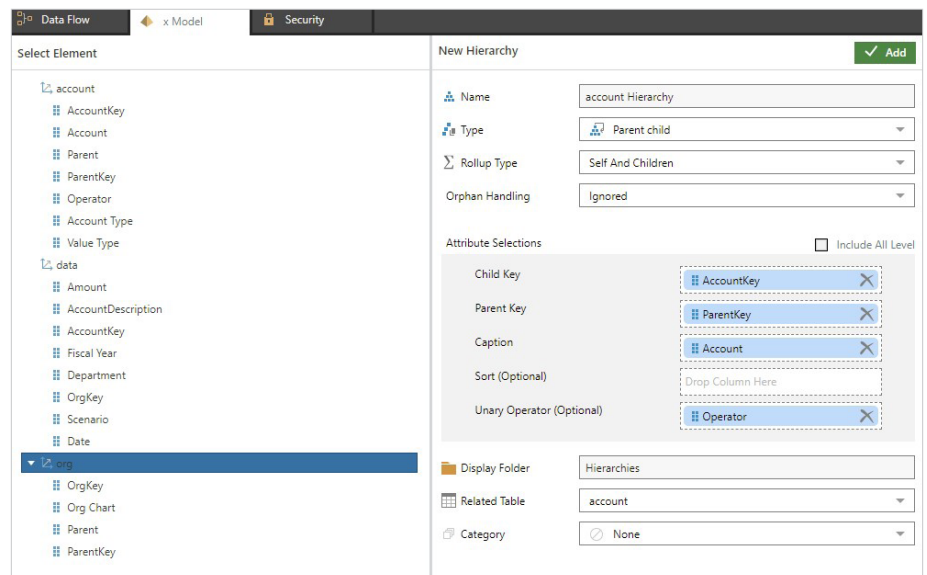 Data Flow
x Model
Security
Select Element
account
AccountKey
Account
Parent
ParentKey
Operator
Account Type
Value Type
data
Amount
AccountDescription
AccountKey
Fiscal Year
Department
OrgKey
Scenario
Date
org
OrgKey
Org Chart
Parent
ParentKey
New Hierarchy
Add
Name account Hierarchy
Type Parent child
Rollup Type Self And Children
Orphan Handling Ignored
Attribute Selections Include All Level
Child Key AccountKey
Parent Key ParentKey
Caption Account
Sort (Optional) Drop Column Here
Unary Operator (Optional) Operator
Display Folder Hierarchies
Related Table account
Category None